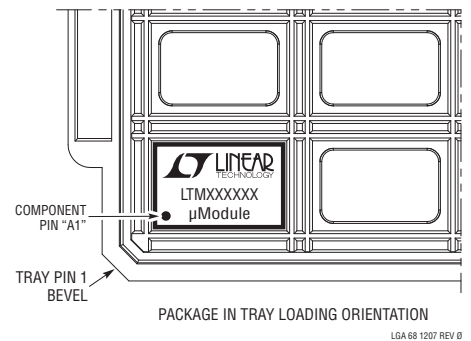 LINEAR
TECHNOLOGY
LTMXXXXXX
µModule
COMPONENT
PIN “A1”
TRAY PIN 1
BEVEL
PACKAGE IN TRAY LOADING ORIENTATION
LGA 68 1207 REV Ø